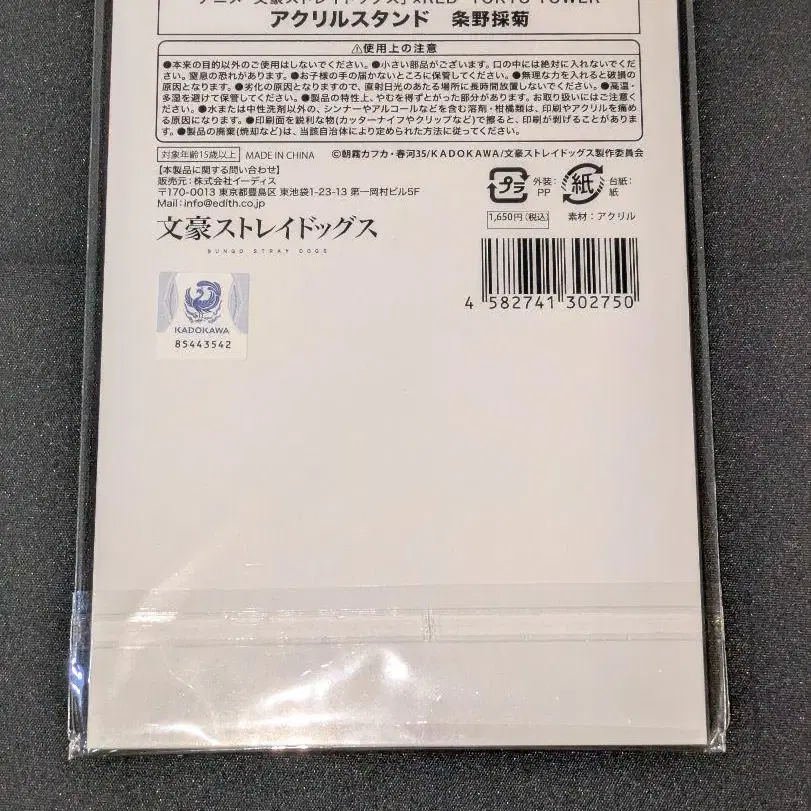 アニメ「文豪ストレイドッグス」×RED° TOKYO TOWER
アクリルスタンド 条野採菊
⚠使用上の注意
●本来の目的以外のご使用はしないでください。●小さい部品がございます。口の中には絶対に入れないでくだ
さい。窒息の恐れがあります。●お子様の手の届かないところに保管してください。●無理な力を入れると破損の
原因となります。●劣化の原因となりますので、直射日光のあたる場所に長時間放置しないでください。●高温・
多湿を避けて保管してください。●製品の特性上、やむを得ずとがった部分があります。お取り扱いにはご注意くだ
さい。●水または中性洗剤以外の、シンナーやアルコールなどを含む溶剤・柑橘類は、印刷やアクリルを痛め
る原因になります。●印刷面を鋭利な物(カッターナイフやクリップなど)で擦ると、印刷が剥げることがありま
す。●製品の廃棄(焼却など)は、当該自治体により定められた方法に従ってください。
対象年齢15歳以上 MADE IN CHINA ©朝霧カフカ・春河35/KADOKAWA/文豪ストレイドッグス製作委員会
【本製品に関する問い合わせ】
販売元:株式会社イーディス
〒170-0013 東京都豊島区 東池袋1-23-13 第一岡村ビル5F
Mail:info@edith.co.jp
プラ 外装:PP 紙 台紙:紙
1,650円(税込) 素材:アクリル
文豪ストレイドッグス
BUNGO STRAY DOGS
4 582741 302750
KADOKAWA
85443542